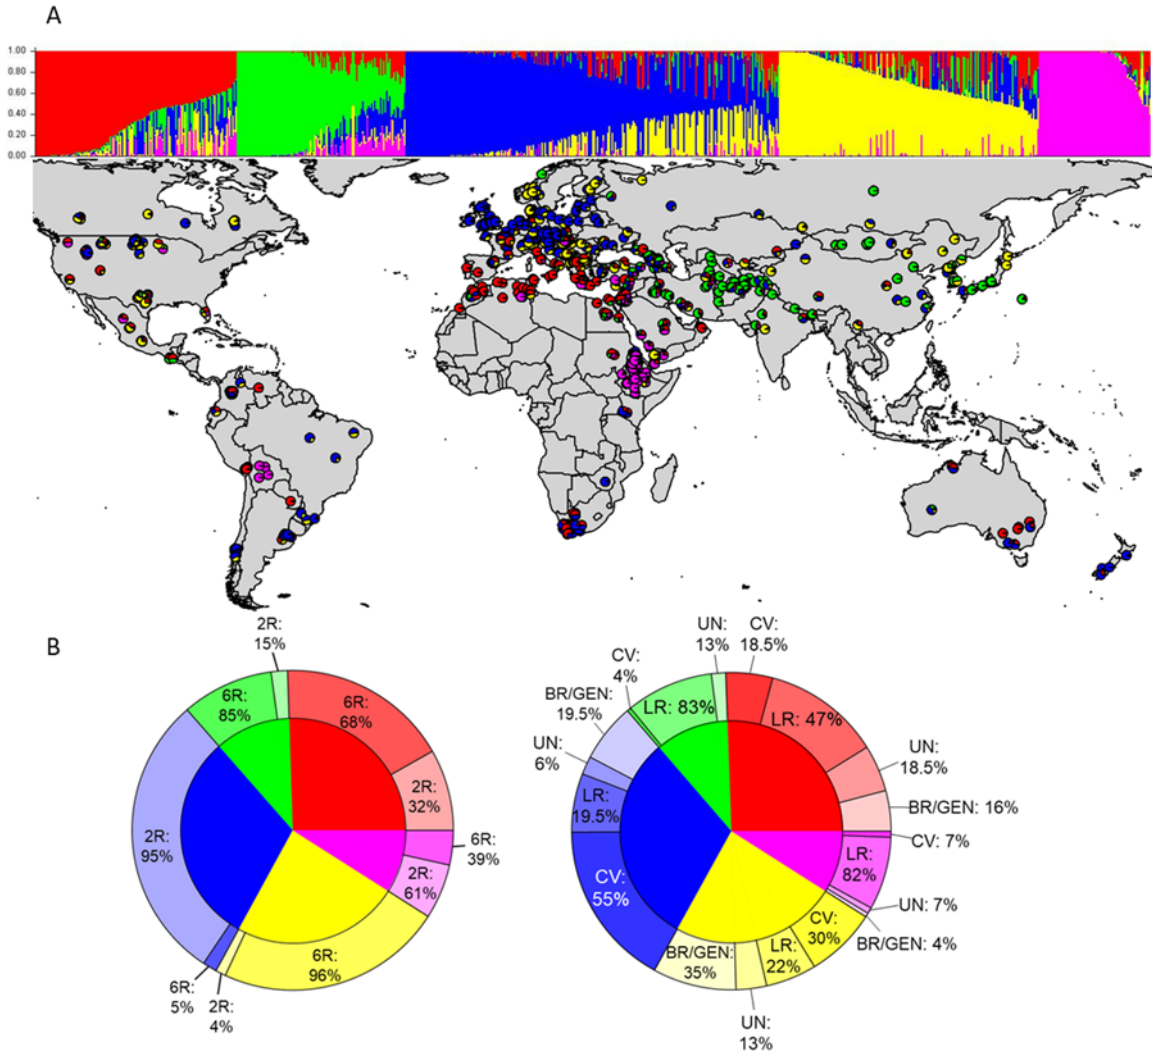 A
1.00
0.80
0.60
0.40
0.20
0.00
B
2R:
15%
6R:
85%
6R:
68%
2R:
32%
2R:
95%
6R:
39%
2R:
61%
6R:
96%
6R:
5%
2R:
4%
UN:
13%
CV:
18.5%
CV:
4%
LR: 83%
LR: 47%
BR/GEN:
19.5%
UN:
6%
UN:
18.5%
LR:
19.5%
BR/GEN: 16%
CV: 7%
LR:
82%
CV:
55%
UN: 7%
CV:
30%
BR/GEN: 4%
LR:
22%
BR/GEN:
35%
UN:
13%